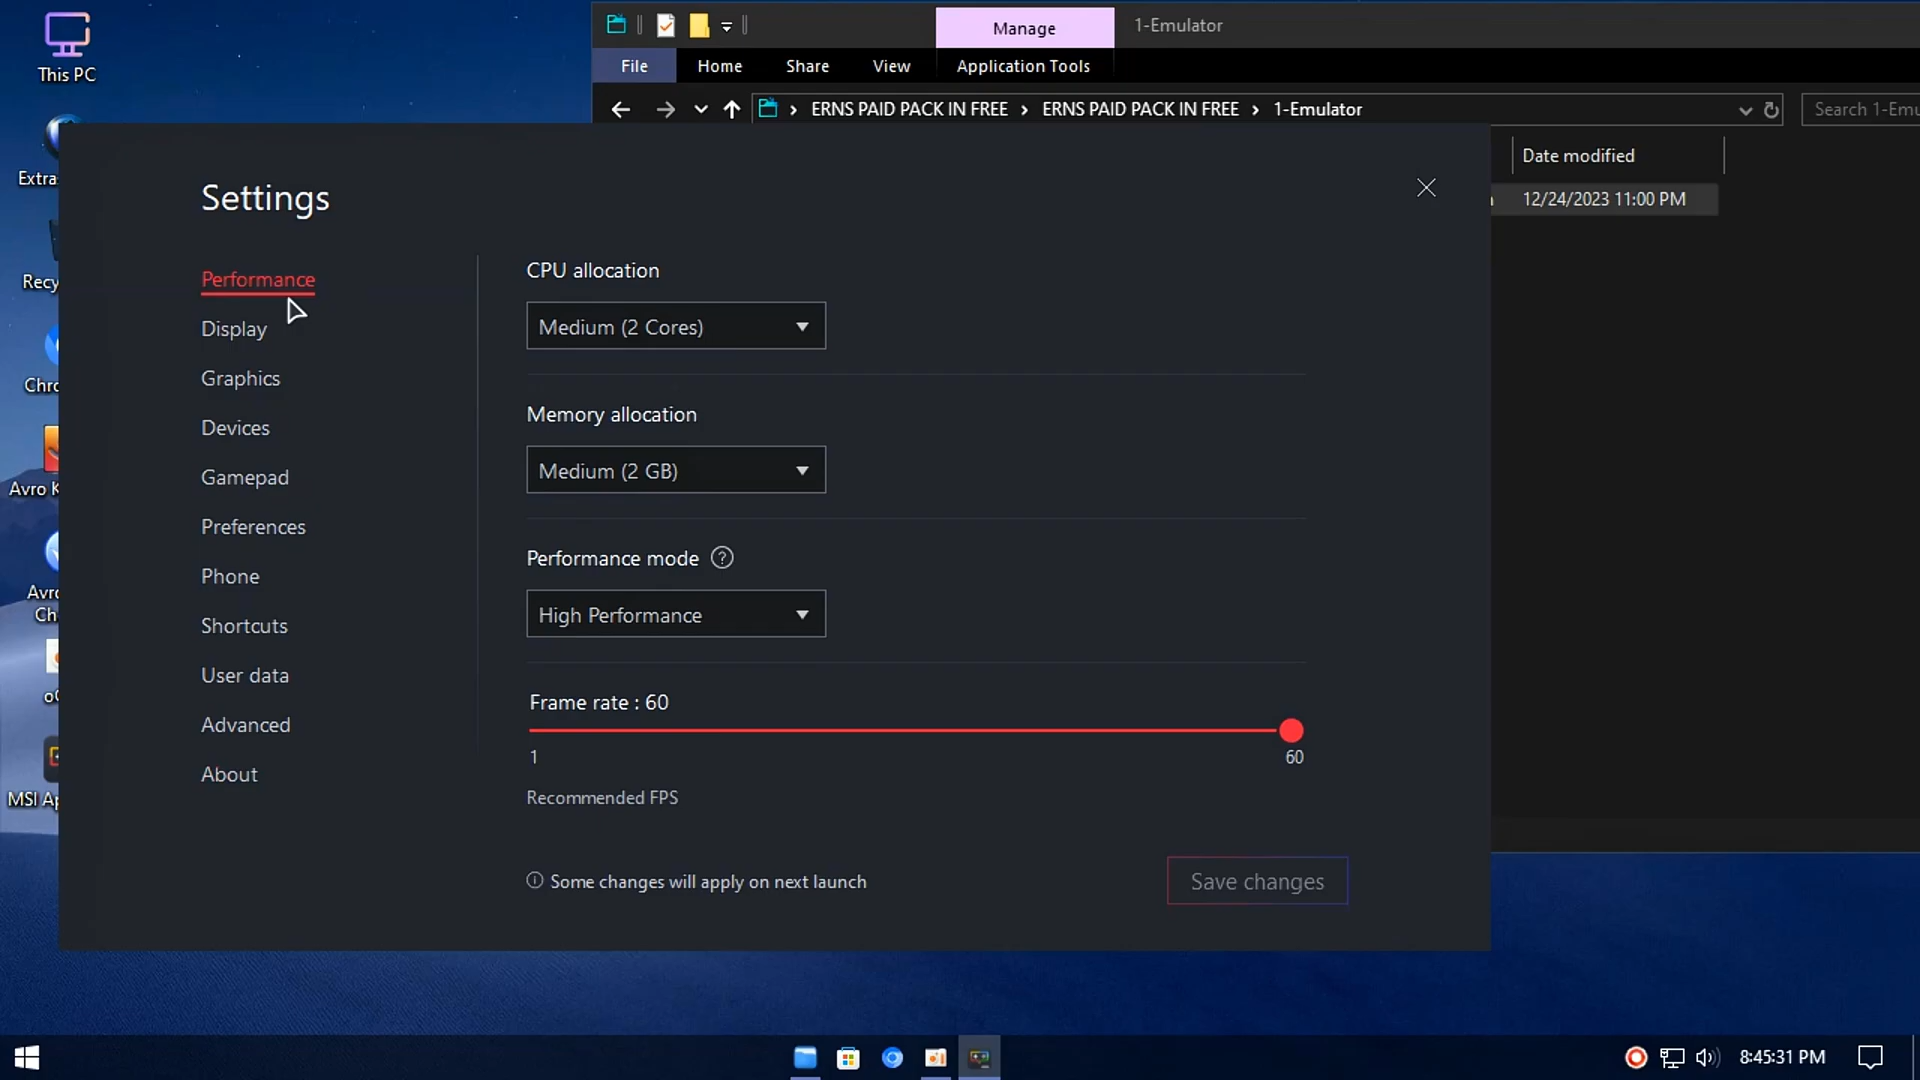 This PC
Manage
1-Emulator
File
Home
Share
View
Application Tools
ERNS PAID PACK IN FREE
ERNS PAID PACK IN FREE
1-Emulator
Search 1-Emu
Extra
Date modified
12/24/2023 11:00 PM
Settings
Recy
Performance
Display
Graphics
Devices
Gamepad
Preferences
Phone
Shortcuts
User data
Advanced
About
CPU allocation
Medium (2 Cores)
Memory allocation
Medium (2 GB)
Performance mode
?
High Performance
Frame rate : 60
1
60
Recommended FPS
Some changes will apply on next launch
Save changes
Chro
Avro K
Avro
Ch
MSI Ap
8:45:31 PM